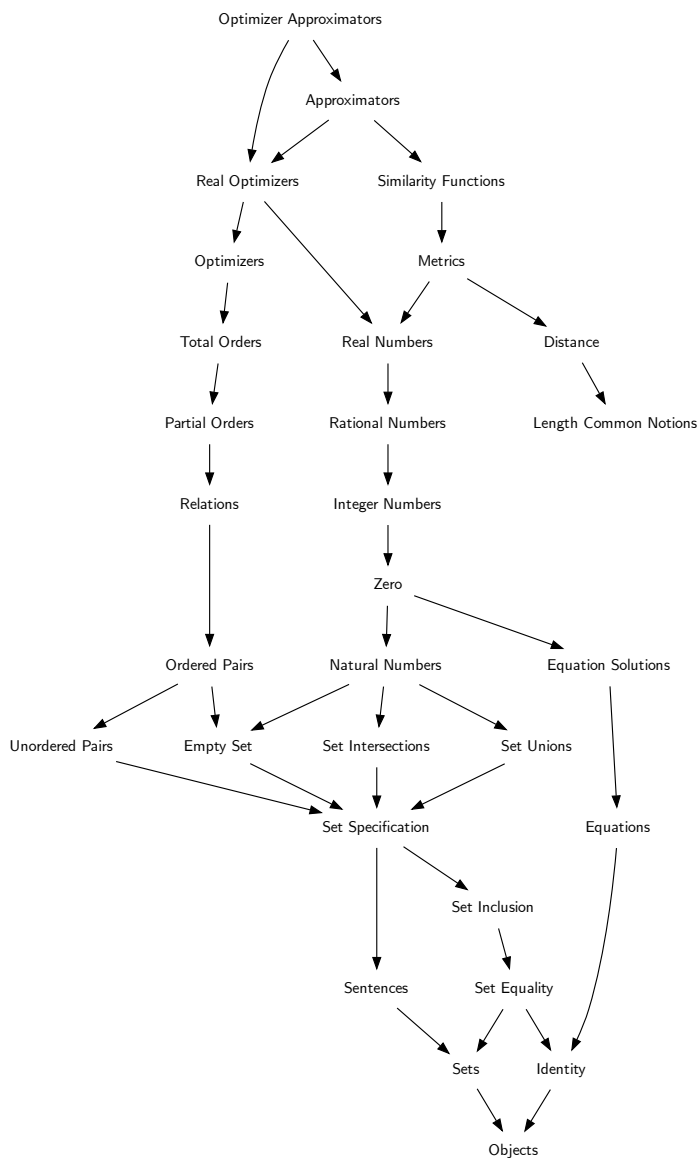 Optimizer Approximators
Approximators
Real Optimizers
Similarity Functions
Optimizers
Metrics
Total Orders
Real Numbers
Distance
Partial Orders
Rational Numbers
Length Common Notions
Relations
Integer Numbers
Zero
Ordered Pairs
Natural Numbers
Equation Solutions
Unordered Pairs
Empty Set
Set Intersections
Set Unions
Set Specification
Equations
Set Inclusion
Sentences
Set Equality
Sets
Identity
Objects